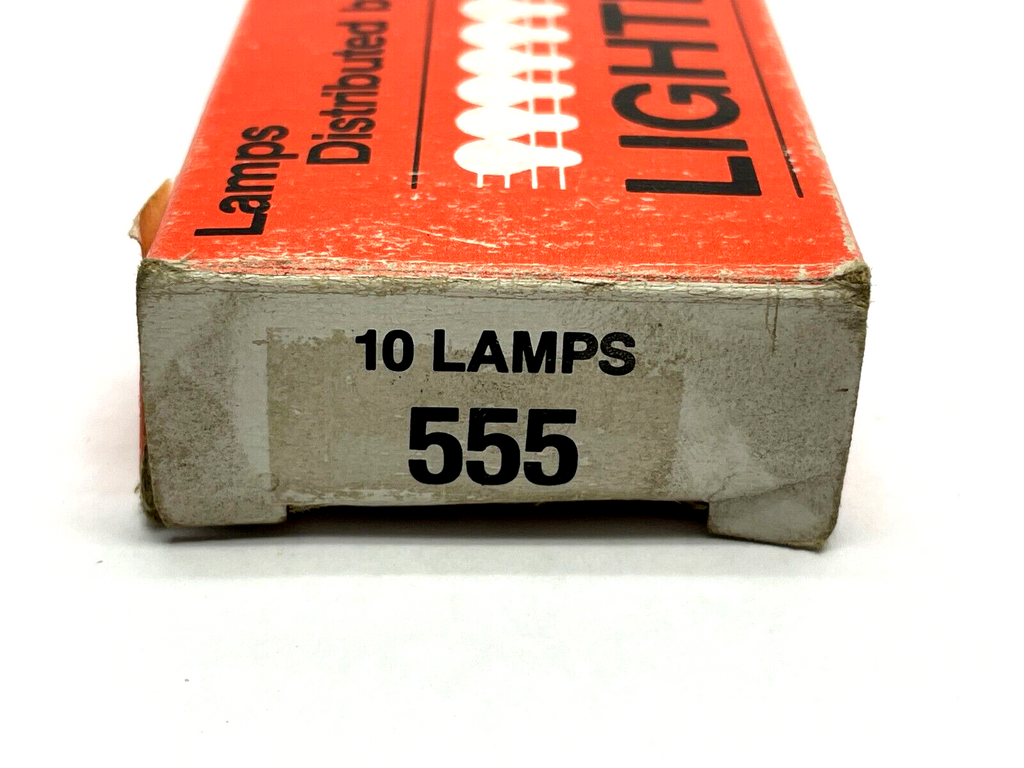 Lamps
Distributed b
LIGHT
10 LAMPS
555